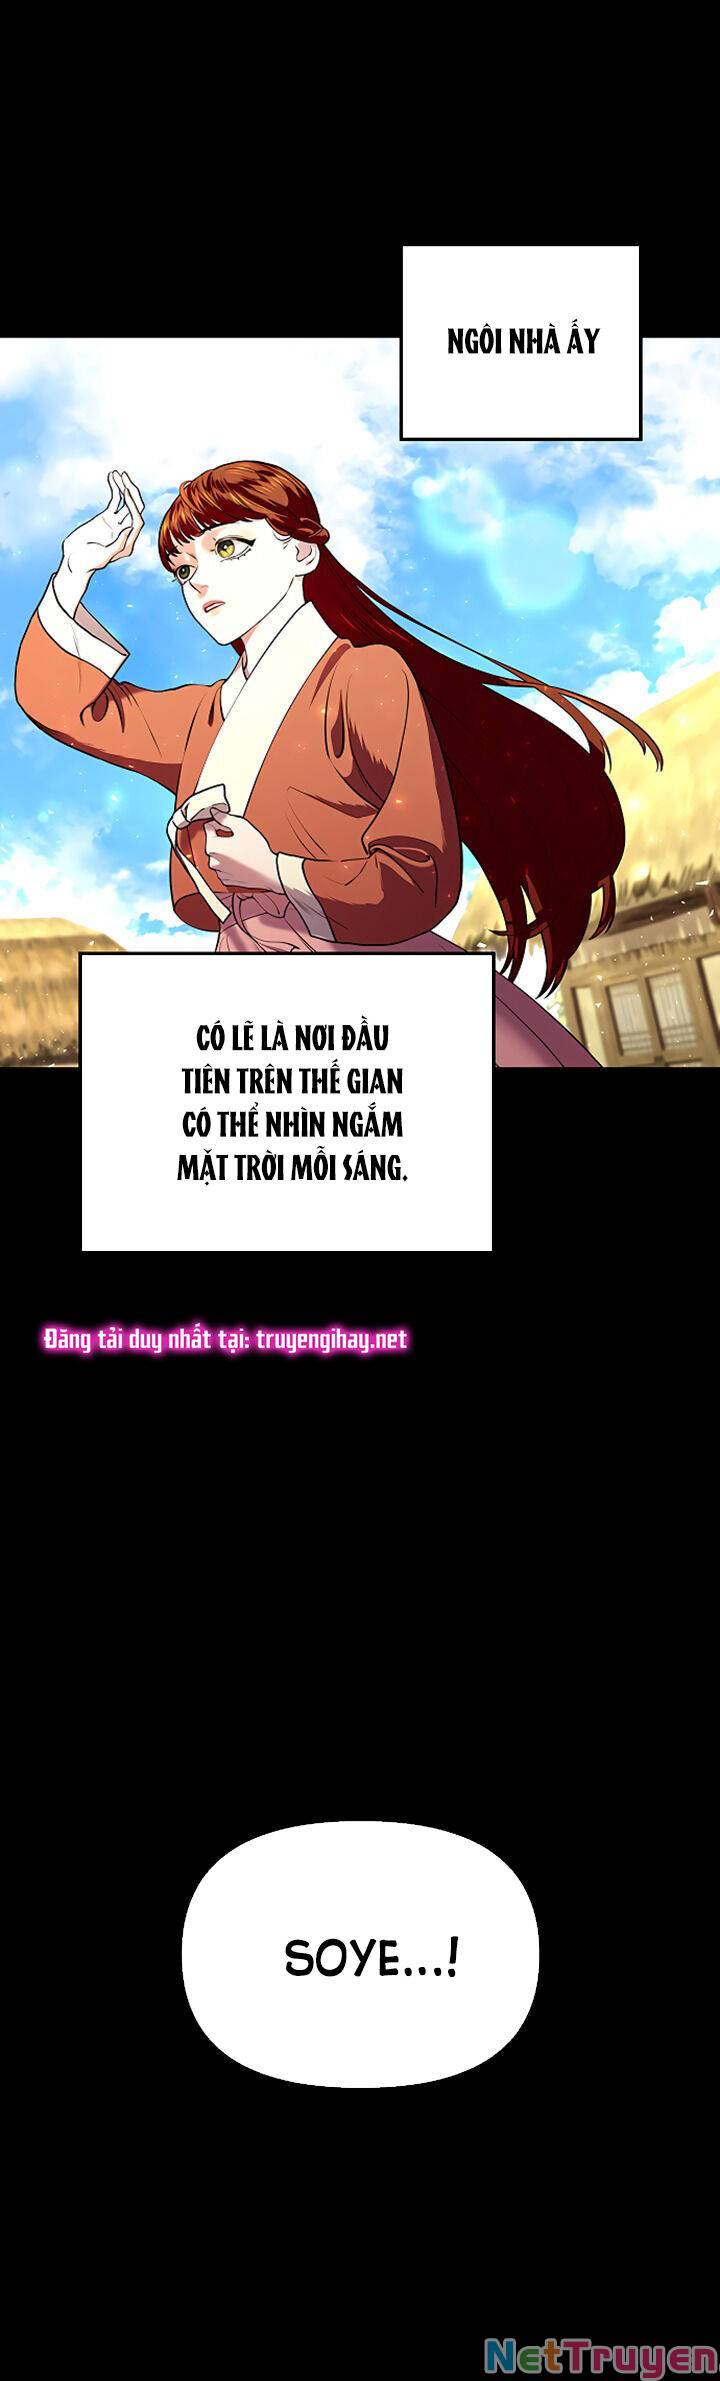 NGÔI NHÀ ẤY
CÓ LẼ LÀ NƠI ĐẦU
TIÊN TRÊN THẾ GIAN
CÓ THỂ NHÌN NGẮM
MẶT TRỜI MỖI SÁNG.
Đăng tải duy nhất tại: truyengihay.net
SOYE...!
NetTruyen